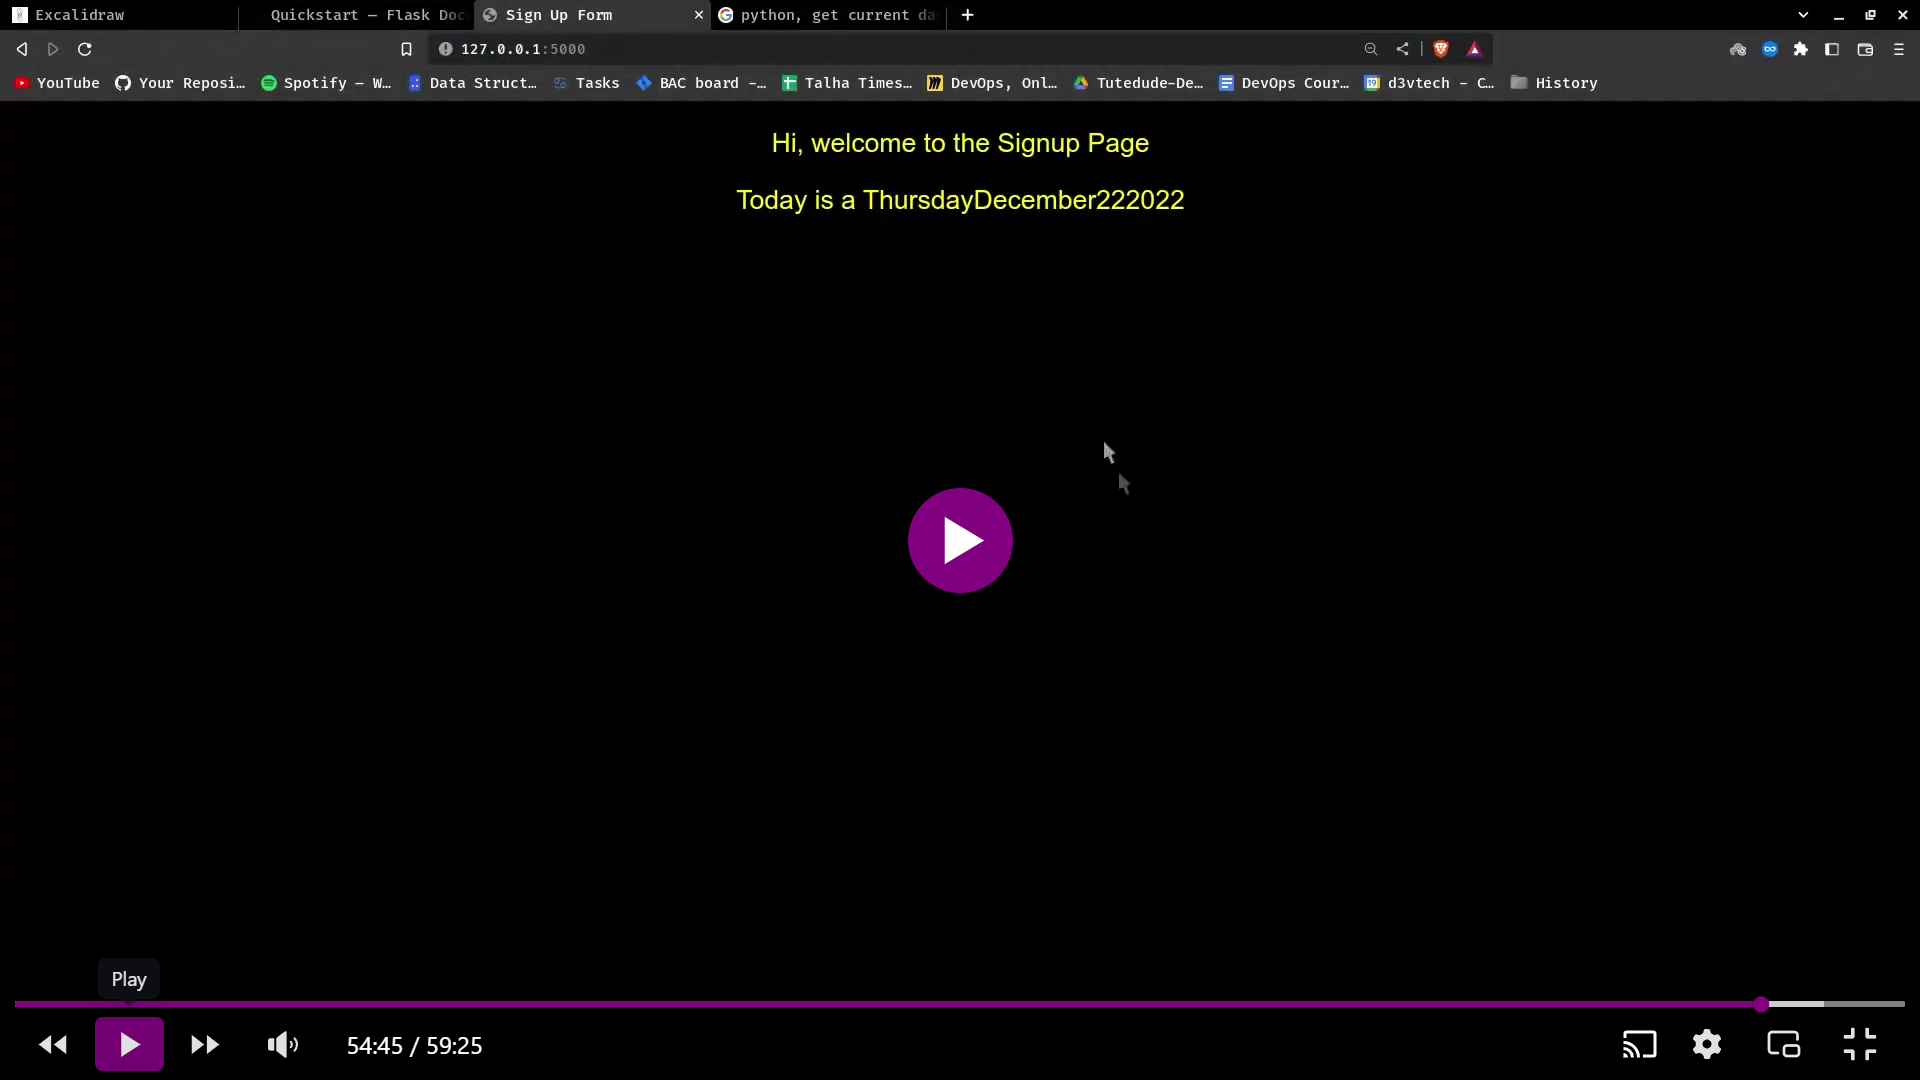 Excalidraw
Quickstart — Flask Doc
Sign Up Form
python, get current da
127.0.0.1:5000
YouTube
Your Reposi…
Spotify – W…
Data Struct…
Tasks
BAC board -…
Talha Times…
DevOps, Onl…
Tutedude-De…
DevOps Cour…
19
d3vtech - C…
History
Hi, welcome to the Signup Page
Today is a ThursdayDecember222022
Play
54:45 / 59:25